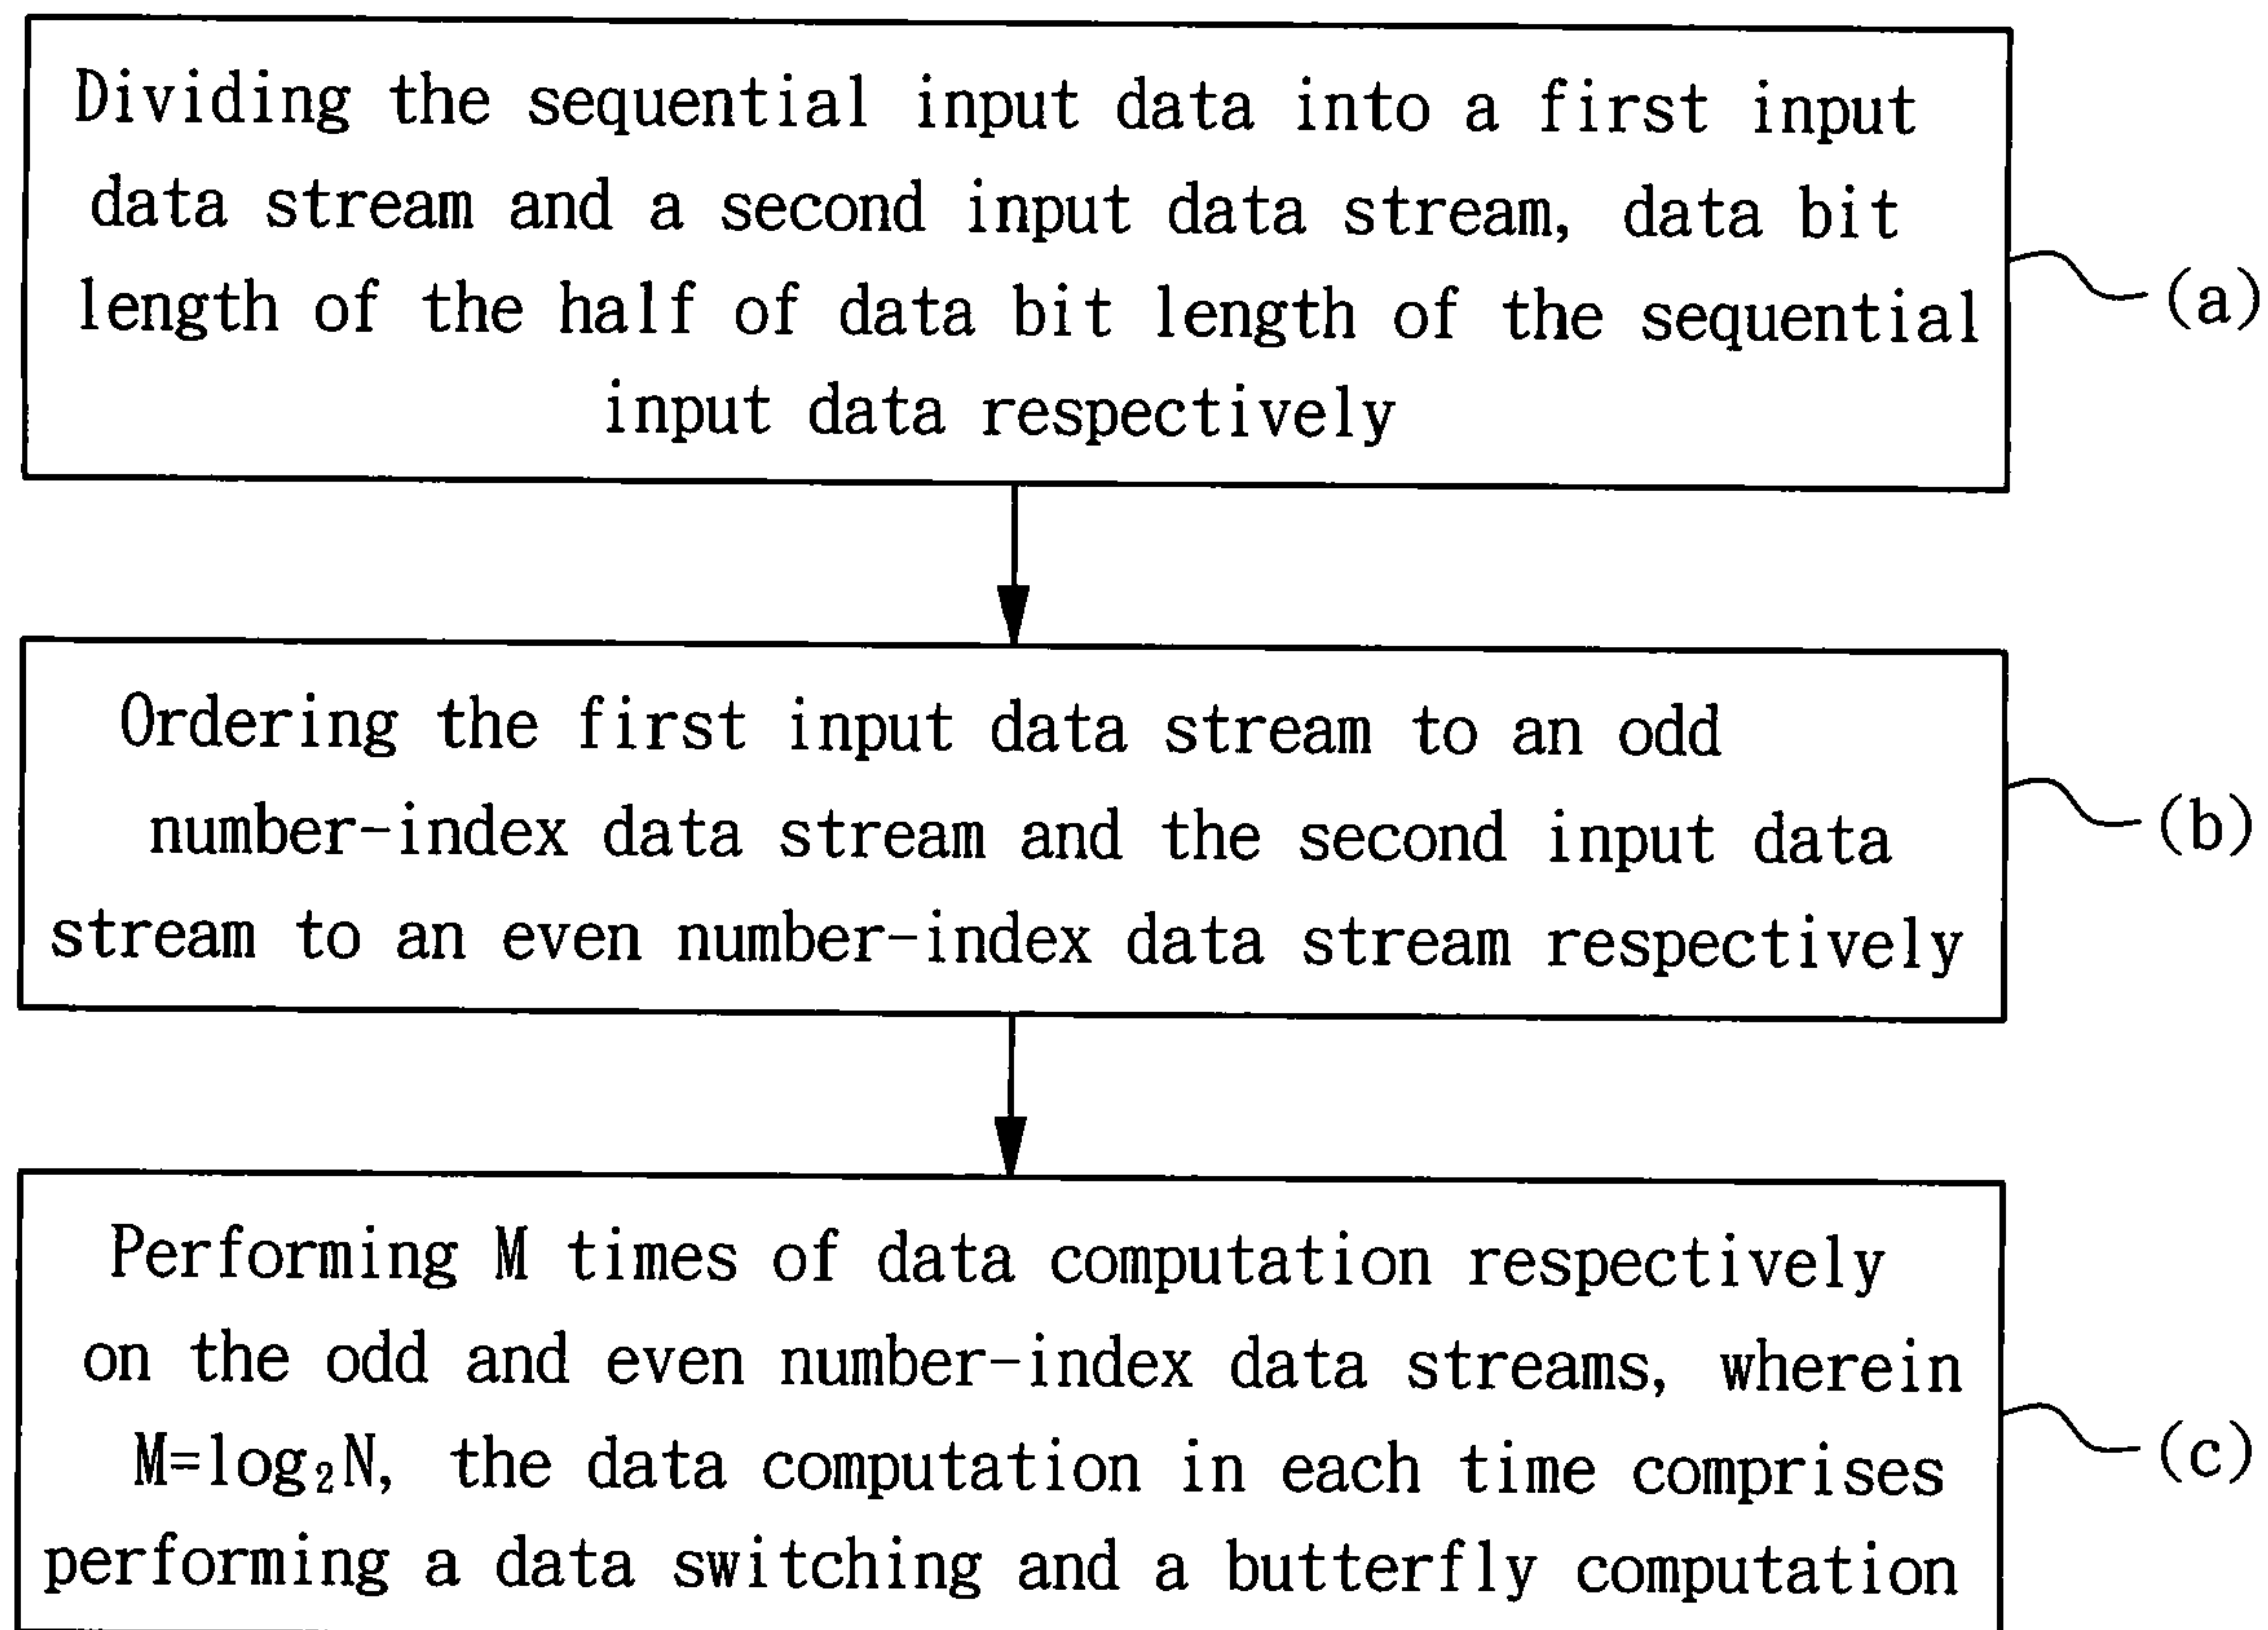 Dividing the sequential input data into a first input
data stream and a second input data stream, data bit
length of the half of data bit length of the sequential
input data respectively
(a)
Ordering the first input data stream to an odd
number-index data stream and the second input data
stream to an even number-index data stream respectively
(b)
Performing M times of data computation respectively
on the odd and even number-index data streams, wherein
M=log₂N, the data computation in each time comprises
performing a data switching and a butterfly computation
(c)